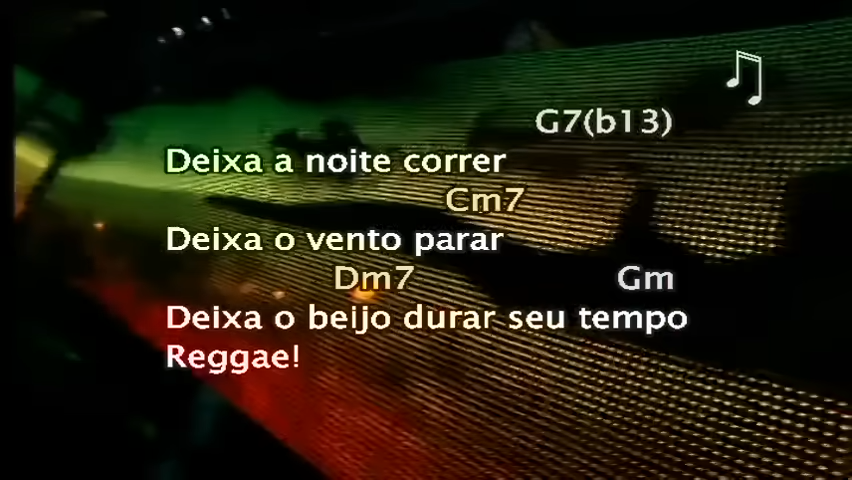 G7(b13)
Deixa a noite correr
Cm7
Deixa o vento parar
Dm7 Gm
Deixa o beijo durar seu tempo
Reggae!